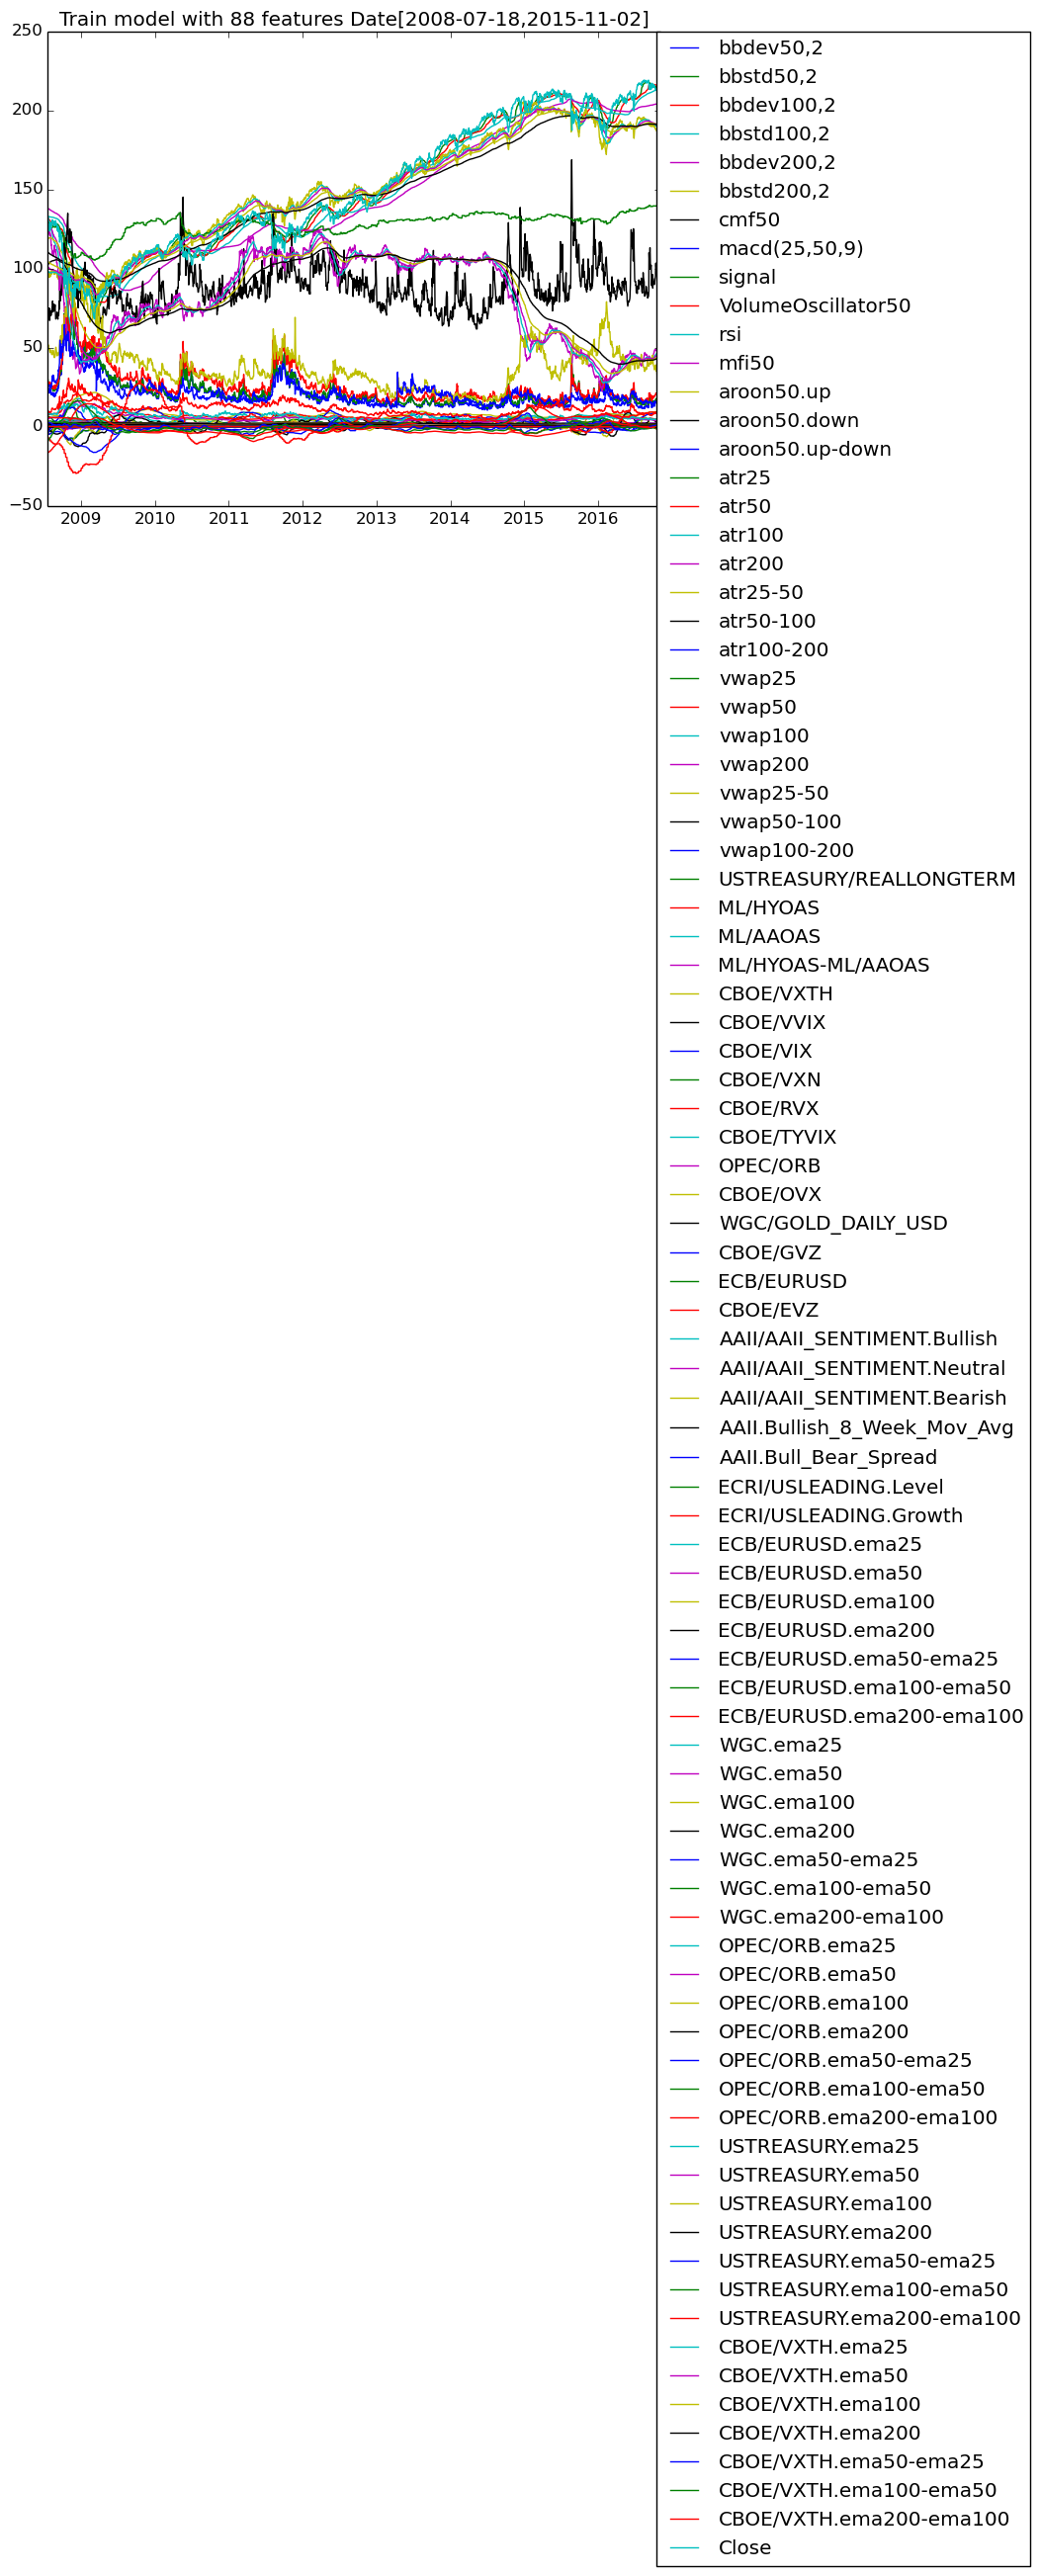 Train model with 88 features Date[2008-07-18,2015-11-02]
250
200
150
100
50
0
−50
2009 2010 2011 2012 2013 2014 2015 2016
bbdev50,2
bbstd50,2
bbdev100,2
bbstd100,2
bbdev200,2
bbstd200,2
cmf50
macd(25,50,9)
signal
VolumeOscillator50
rsi
mfi50
aroon50.up
aroon50.down
aroon50.up-down
atr25
atr50
atr100
atr200
atr25-50
atr50-100
atr100-200
vwap25
vwap50
vwap100
vwap200
vwap25-50
vwap50-100
vwap100-200
USTREASURY/REALLONGTERM
ML/HYOAS
ML/AAOAS
ML/HYOAS-ML/AAOAS
CBOE/VXTH
CBOE/VVIX
CBOE/VIX
CBOE/VXN
CBOE/RVX
CBOE/TYVIX
OPEC/ORB
CBOE/OVX
WGC/GOLD_DAILY_USD
CBOE/GVZ
ECB/EURUSD
CBOE/EVZ
AAII/AAII_SENTIMENT.Bullish
AAII/AAII_SENTIMENT.Neutral
AAII/AAII_SENTIMENT.Bearish
AAII.Bullish_8_Week_Mov_Avg
AAII.Bull_Bear_Spread
ECRI/USLEADING.Level
ECRI/USLEADING.Growth
ECB/EURUSD.ema25
ECB/EURUSD.ema50
ECB/EURUSD.ema100
ECB/EURUSD.ema200
ECB/EURUSD.ema50-ema25
ECB/EURUSD.ema100-ema50
ECB/EURUSD.ema200-ema100
WGC.ema25
WGC.ema50
WGC.ema100
WGC.ema200
WGC.ema50-ema25
WGC.ema100-ema50
WGC.ema200-ema100
OPEC/ORB.ema25
OPEC/ORB.ema50
OPEC/ORB.ema100
OPEC/ORB.ema200
OPEC/ORB.ema50-ema25
OPEC/ORB.ema100-ema50
OPEC/ORB.ema200-ema100
USTREASURY.ema25
USTREASURY.ema50
USTREASURY.ema100
USTREASURY.ema200
USTREASURY.ema50-ema25
USTREASURY.ema100-ema50
USTREASURY.ema200-ema100
CBOE/VXTH.ema25
CBOE/VXTH.ema50
CBOE/VXTH.ema100
CBOE/VXTH.ema200
CBOE/VXTH.ema50-ema25
CBOE/VXTH.ema100-ema50
CBOE/VXTH.ema200-ema100
Close